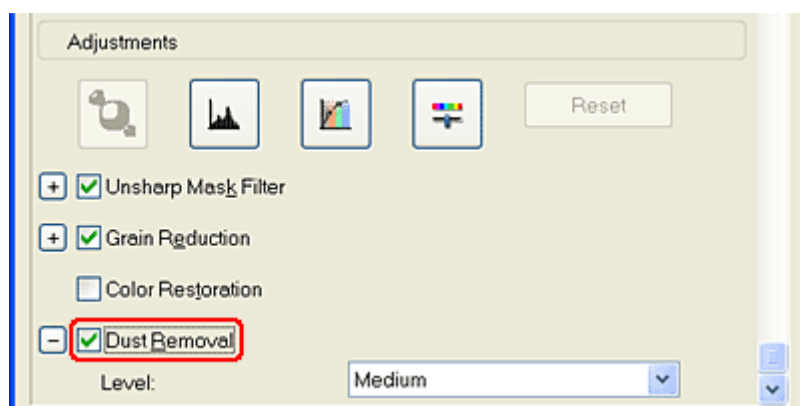 Adjustments
Reset
Unsharp Mask Filter
Grain Reduction
Color Restoration
Dust Removal
Level: Medium